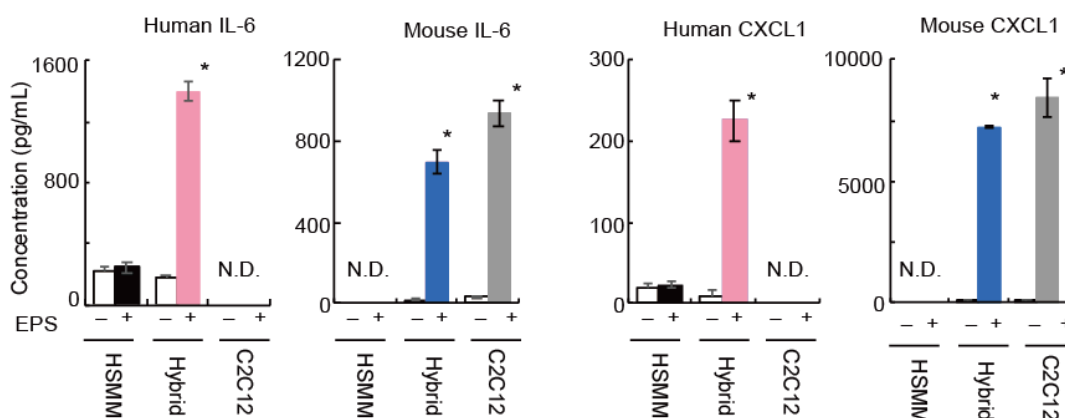 Human IL-6
Mouse IL-6
Human CXCL1
Mouse CXCL1
Concentration (pg/mL)
1600
800
0
*
N.D.
1200
800
400
0
N.D.
*
*
300
200
100
0
*
N.D.
10000
5000
0
N.D.
*
*
EPS
– + – + +
– + – + – +
– + – + +
– + – + – +
HSMM
Hybrid
C2C12
HSMM
Hybrid
C2C12
HSMM
Hybrid
C2C12
HSMM
Hybrid
C2C12